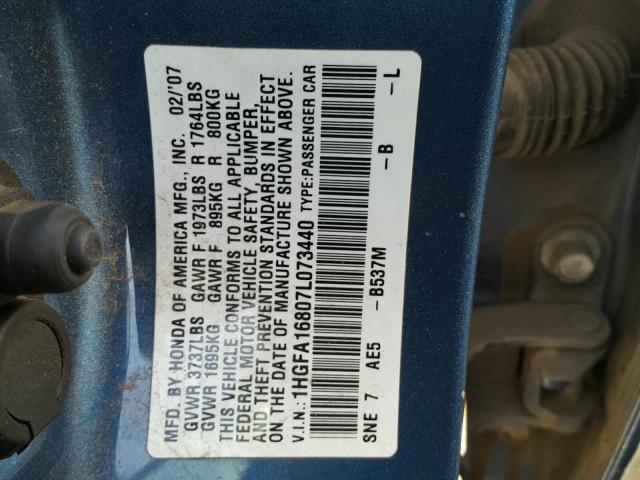 MFD. BY HONDA OF AMERICA MFG., INC. 02/'07
GVWR 3737LBS GAWR F 1973LBS R 1764LBS
GVWR 1695KG GAWR F 895KG R 800KG
THIS VEHICLE CONFORMS TO ALL APPLICABLE
FEDERAL MOTOR VEHICLE SAFETY, BUMPER,
AND THEFT PREVENTION STANDARDS IN EFFECT
ON THE DATE OF MANUFACTURE SHOWN ABOVE.
V.I.N.: 1HGFA16807L073440 TYPE:PASSENGER CAR
SNE 7 AE5 -B537M -B -L